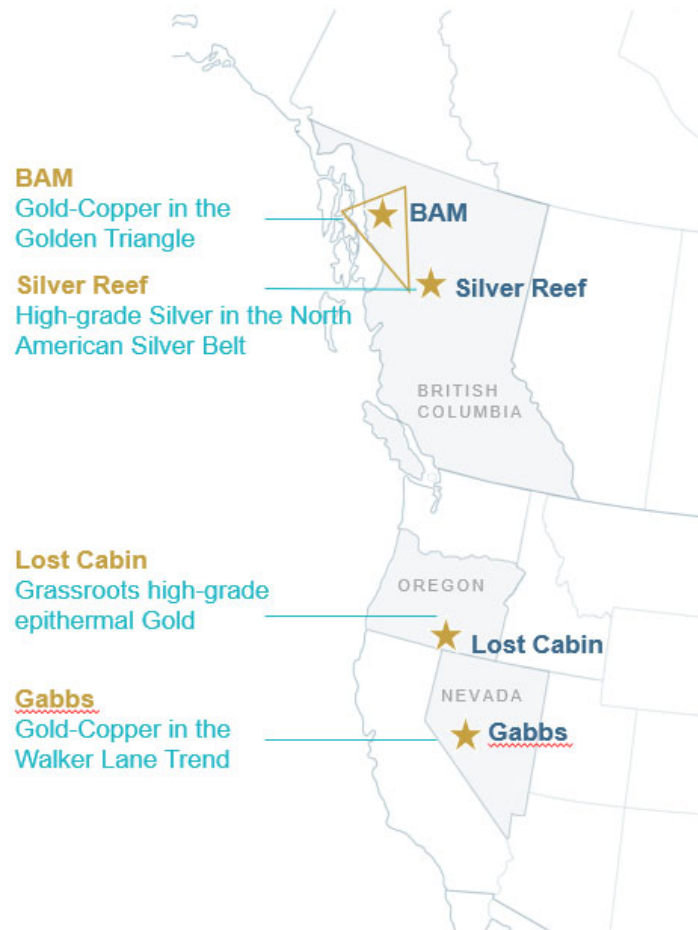 BAM
Gold-Copper in the
Golden Triangle
BAM
Silver Reef
High-grade Silver in the North
American Silver Belt
Silver Reef
BRITISH
COLUMBIA
Lost Cabin
Grassroots high-grade
epithermal Gold
OREGON
Lost Cabin
Gabbs
Gold-Copper in the
Walker Lane Trend
NEVADA
Gabbs